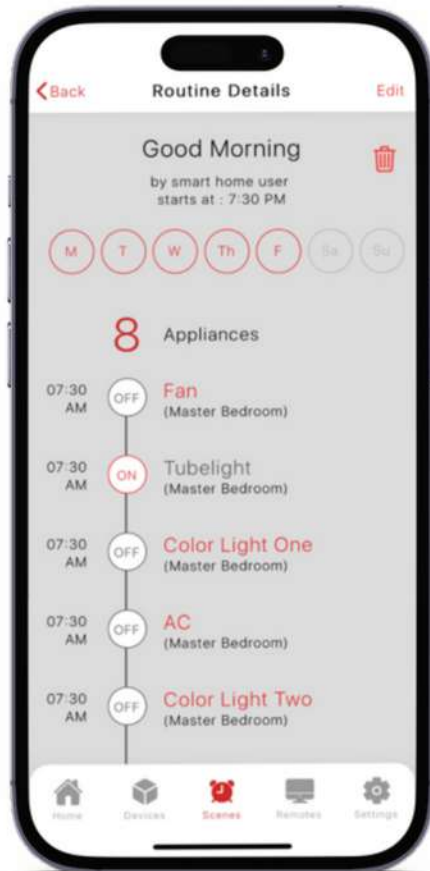 Back Routine Details Edit
Good Morning
by smart home user
starts at : 7:30 PM
M T W Th F Sa Su
8 Appliances
07:30 AM OFF Fan
(Master Bedroom)
07:30 AM ON Tubelight
(Master Bedroom)
07:30 AM OFF Color Light One
(Master Bedroom)
07:30 AM OFF AC
(Master Bedroom)
07:30 AM OFF Color Light Two
(Master Bedroom)
Home Devices Scenes Remotes Settings